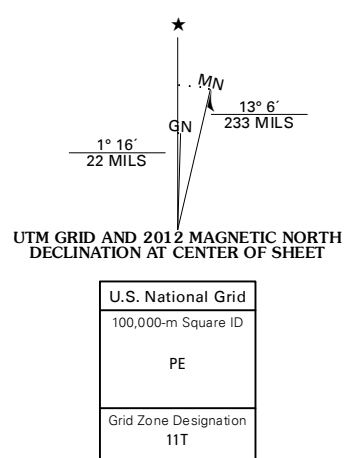 ★
MN
13° 6´
233 MILS
GN
1° 16´
22 MILS
UTM GRID AND 2012 MAGNETIC NORTH
DECLINATION AT CENTER OF SHEET
U.S. National Grid
100,000-m Square ID
PE
Grid Zone Designation
11T